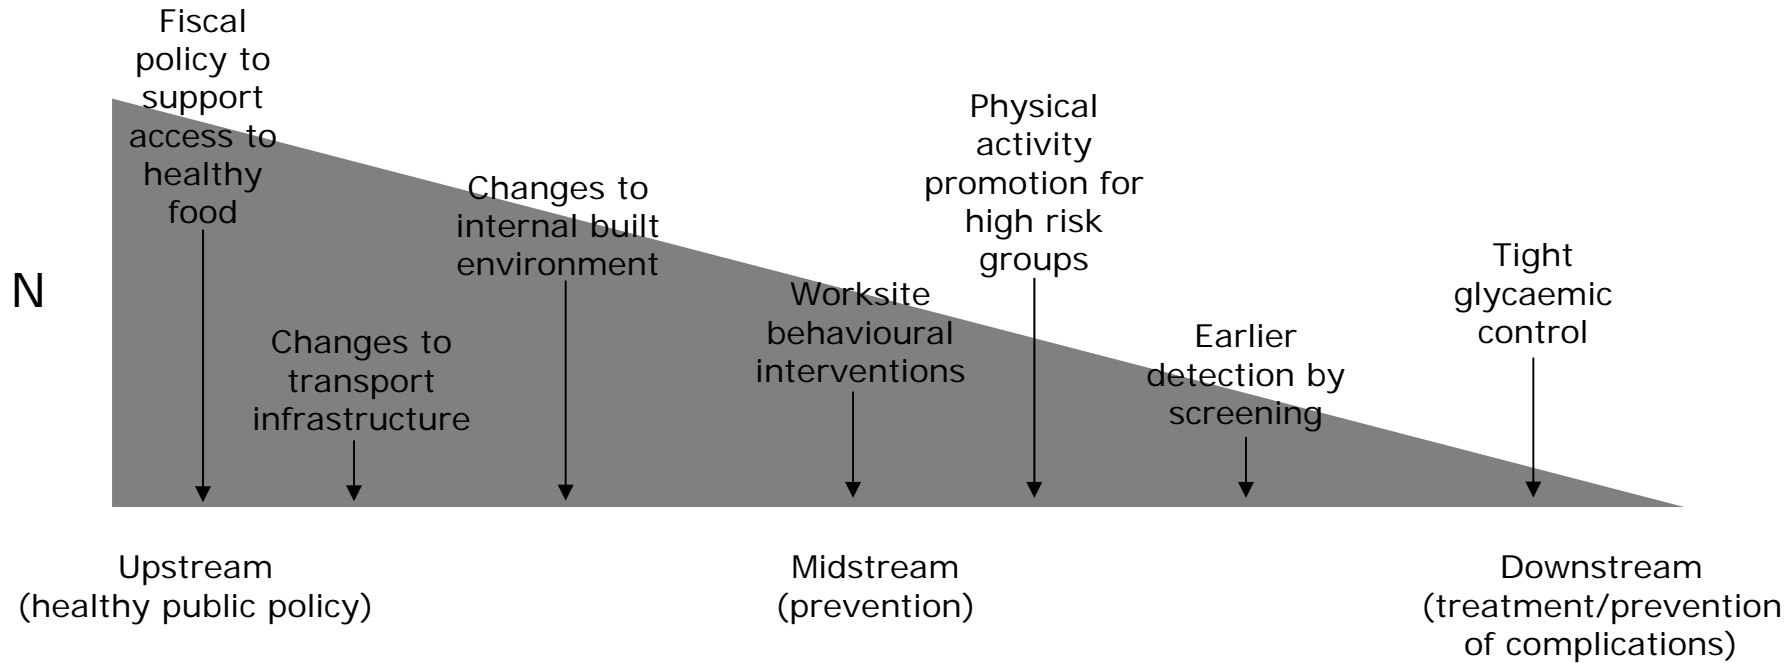 Fiscal
policy to
support
access to
healthy
food
Changes to
transport
infrastructure
Changes to
internal built
environment
Worksite
behavioural
interventions
Physical
activity
promotion for
high risk
groups
Earlier
detection by
screening
Tight
glycaemic
control
N
Upstream
(healthy public policy)
Midstream
(prevention)
Downstream
(treatment/prevention
of complications)